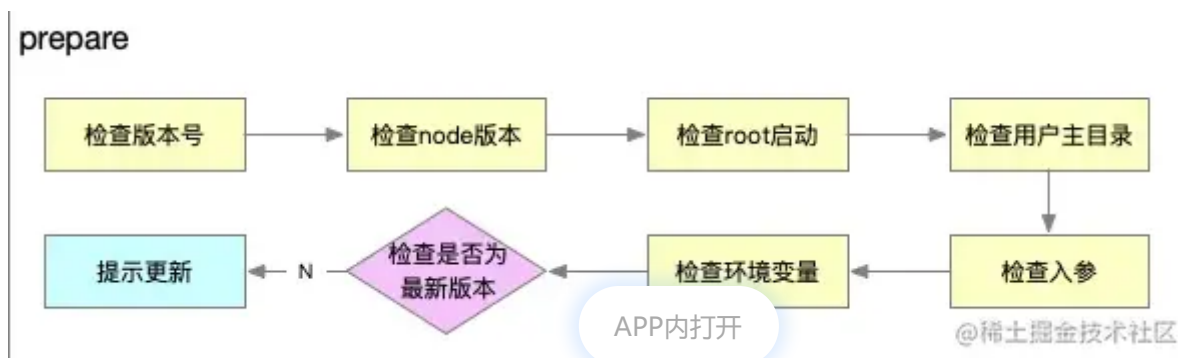 prepare
检查版本号
检查node版本
检查root启动
检查用户主目录
检查入参
检查环境变量
检查是否为
最新版本
N
提示更新
APP内打开
@稀土掘金技术社区